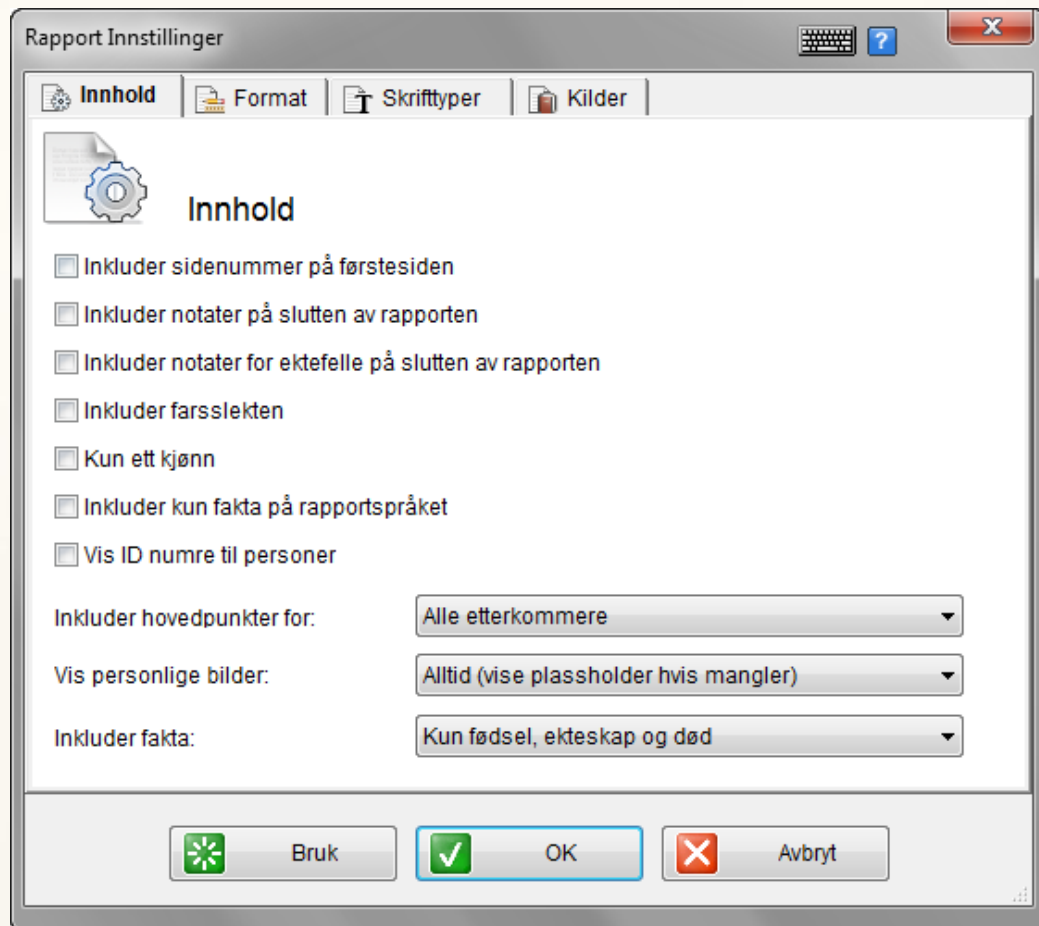 Rapport Innstillinger
?
Innhold Format Skrifttyper Kilder
Innhold
Inkluder sidenummer på førstesiden
Inkluder notater på slutten av rapporten
Inkluder notater for ektefelle på slutten av rapporten
Inkluder farsslekten
Kun ett kjønn
Inkluder kun fakta på rapportspråket
Vis ID numre til personer
Inkluder hovedpunkter for: Alle etterkommere
Vis personlige bilder: Alltid (vise plassholder hvis mangler)
Inkluder fakta: Kun fødsel, ekteskap og død
Bruk OK Avbryt